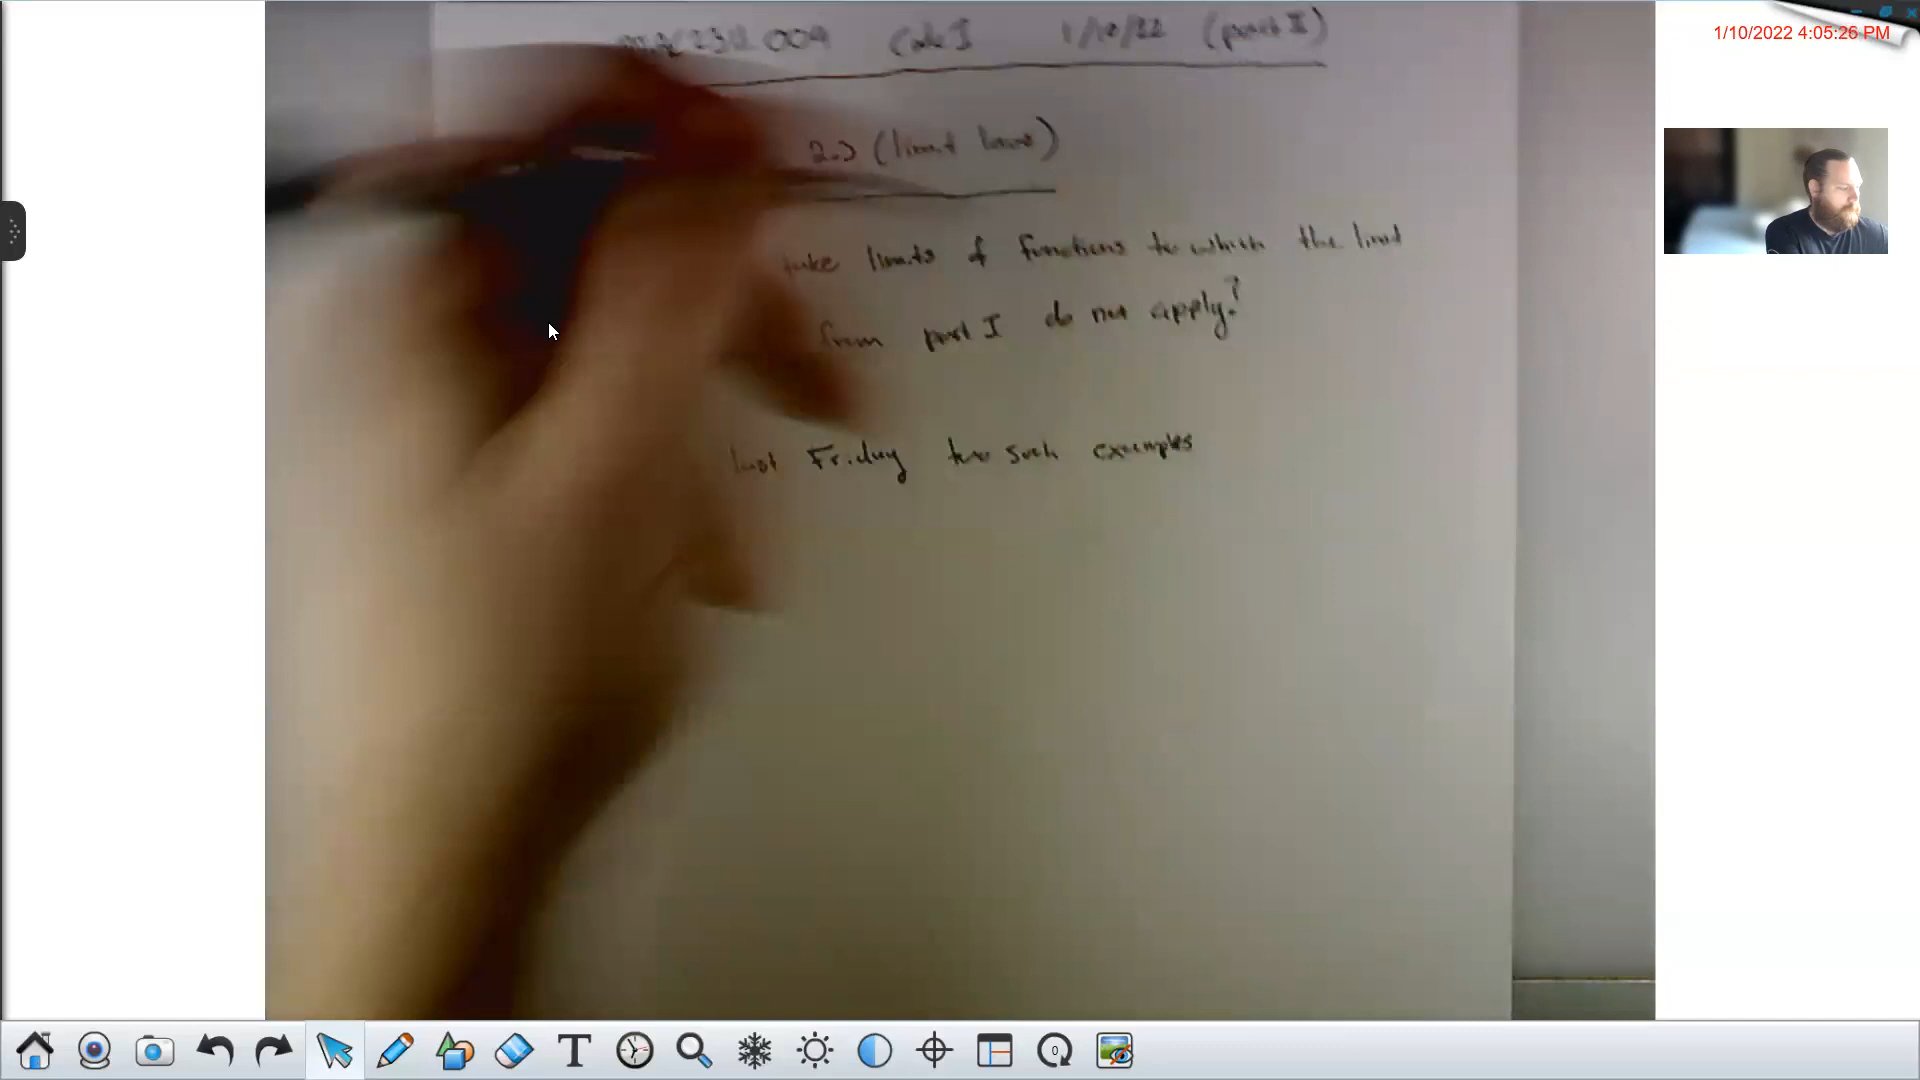 1/10/2022 4:05:26 PM
009 Calc I 1/10/22 (part II)
2.3 (limit laws)
take limits of functions to which the limit
from part I do not apply?
last Friday two such examples